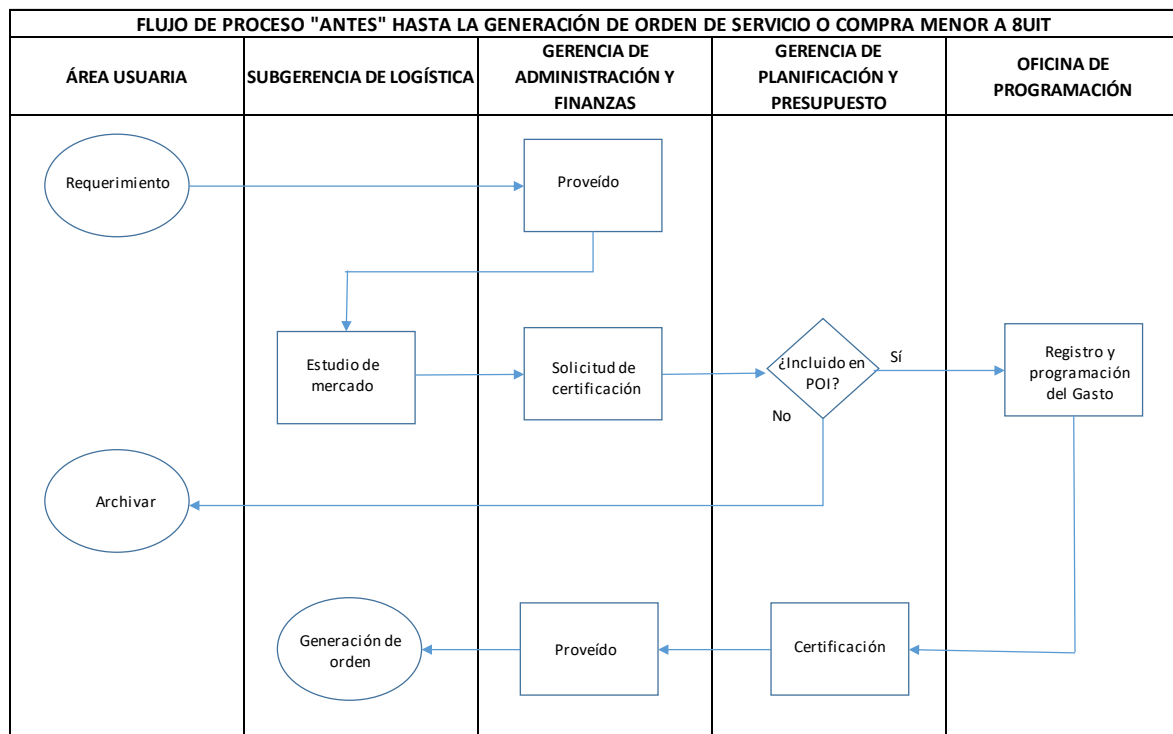 FLUJO DE PROCESO "ANTES" HASTA LA GENERACIÓN DE ORDEN DE SERVICIO O COMPRA MENOR A 8UIT
ÁREA USUARIA
SUBGERENCIA DE LOGÍSTICA
GERENCIA DE
ADMINISTRACIÓN Y
FINANZAS
GERENCIA DE
PLANIFICACIÓN Y
PRESUPUESTO
OFICINA DE
PROGRAMACIÓN
Requerimiento
Proveído
Estudio de
mercado
Solicitud de
certificación
¿Incluido en
POI?
Sí
No
Registro y
programación
del Gasto
Archivar
Generación de
orden
Proveído
Certificación